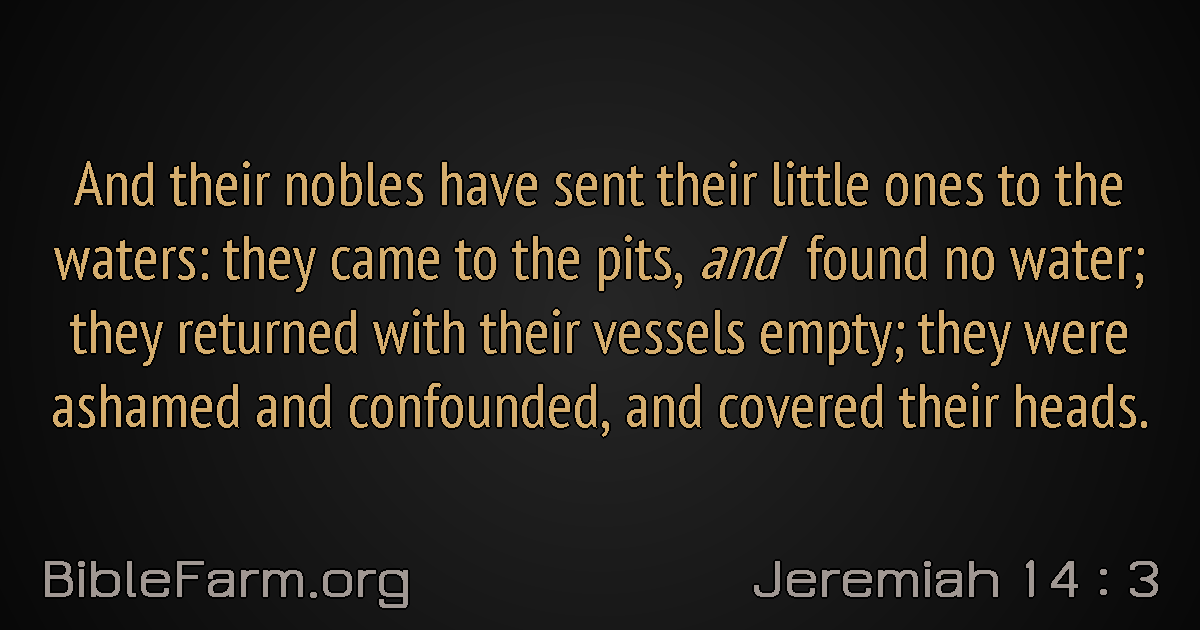 And their nobles have sent their little ones to the
waters: they came to the pits, and found no water;
they returned with their vessels empty; they were
ashamed and confounded, and covered their heads.
BibleFarm.org
Jeremiah 14 : 3